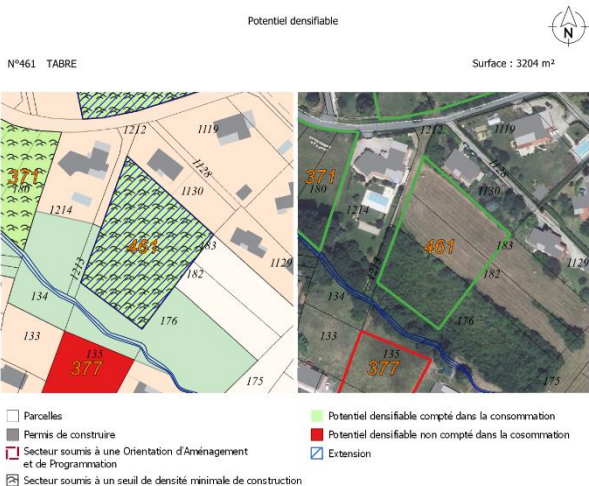 Potentiel densifiable
N
N°461 TABRE
Surface : 3204 m²
1212
1119
371
180
1128
1130
1214
461
183
182
1129
1213
134
176
133
135
377
175
1212
1119
371
180
1130
1214
461
183
182
1129
134
176
133
135
377
175
Parcelles
Permis de construire
Secteur soumis à une Orientation d'Aménagement
et de Programmation
Secteur soumis à un seuil de densité minimale de construction
Potentiel densifiable compté dans la consommation
Potentiel densifiable non compté dans la cosommation
Extension